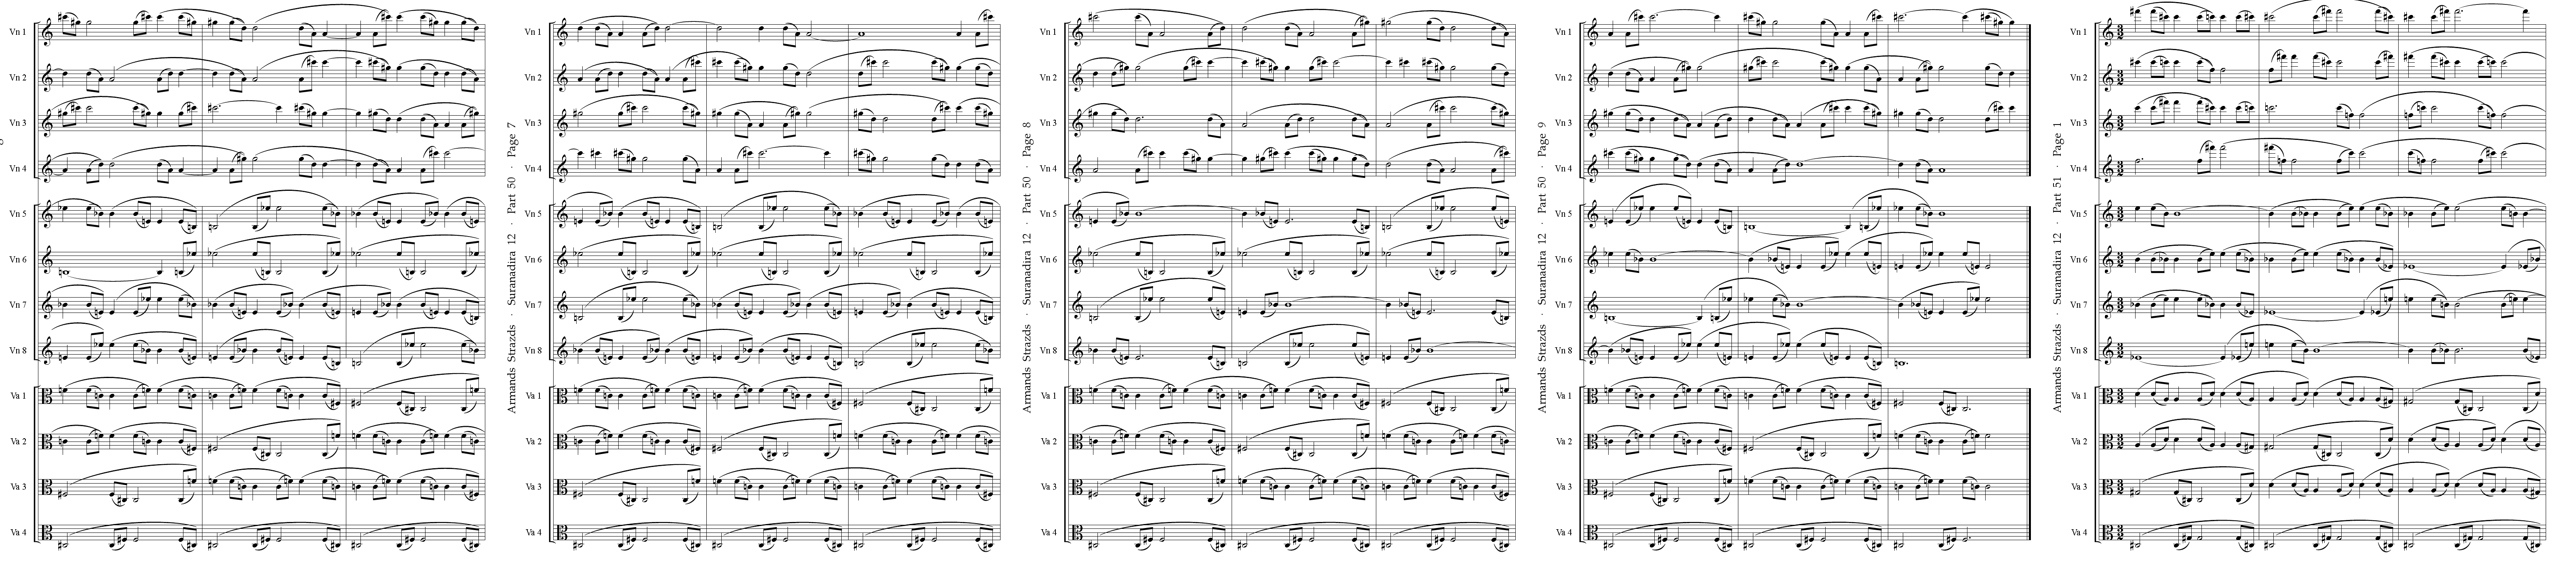 Vn 1
Vn 2
Vn 3
Vn 4
Vn 5
Vn 6
Vn 7
Vn 8
Va 1
Va 2
Va 3
Va 4
Armands Strazds · Suranadira 12 · Part 50 · Page 7
Vn 1
Vn 2
Vn 3
Vn 4
Vn 5
Vn 6
Vn 7
Vn 8
Va 1
Va 2
Va 3
Va 4
Armands Strazds · Suranadira 12 · Part 50 · Page 8
Vn 1
Vn 2
Vn 3
Vn 4
Vn 5
Vn 6
Vn 7
Vn 8
Va 1
Va 2
Va 3
Va 4
Armands Strazds · Suranadira 12 · Part 50 · Page 9
Vn 1
Vn 2
Vn 3
Vn 4
Vn 5
Vn 6
Vn 7
Vn 8
Va 1
Va 2
Va 3
Va 4
Armands Strazds · Suranadira 12 · Part 51 · Page 1
Vn 1
Vn 2
Vn 3
Vn 4
Vn 5
Vn 6
Vn 7
Vn 8
Va 1
Va 2
Va 3
Va 4